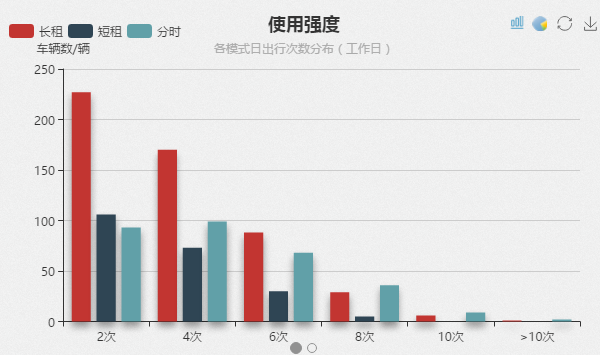 使用强度
长租 短租 分时
各模式日出行次数分布（工作日）
车辆数/辆
250
200
150
100
50
0
2次 4次 6次 8次 10次 >10次